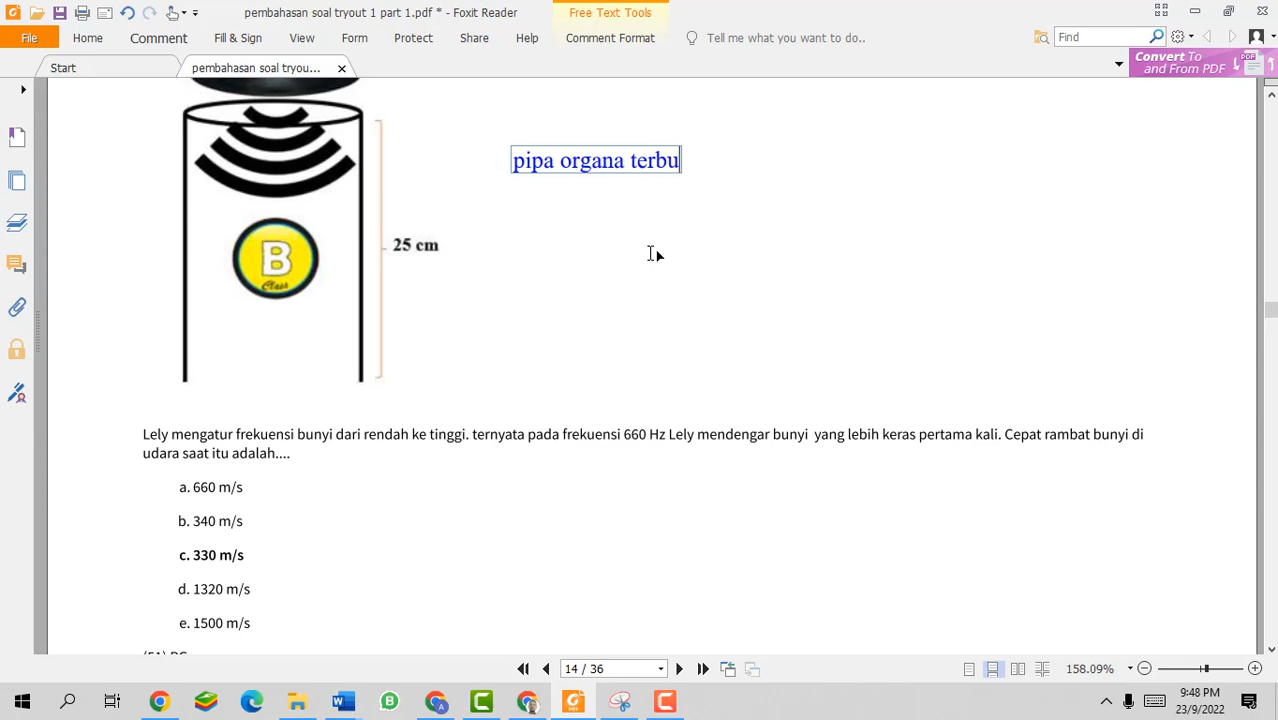 pembahasan soal tryout 1 part 1.pdf * - Foxit Reader
Free Text Tools
File
Home
Comment
Fill & Sign
View
Form
Protect
Share
Help
Comment Format
Tell me what you want to do..
Find
Start
pembahasan soal tryou...
Convert To
and From PDF
PDF
pipa organa terbu
25 cm
B
Class
Lely mengatur frekuensi bunyi dari rendah ke tinggi. ternyata pada frekuensi 660 Hz Lely mendengar bunyi yang lebih keras pertama kali. Cepat rambat bunyi di
udara saat itu adalah....
a. 660 m/s
b. 340 m/s
c. 330 m/s
d. 1320 m/s
e. 1500 m/s
14 / 36
158.09%
9:48 PM
23/9/2022